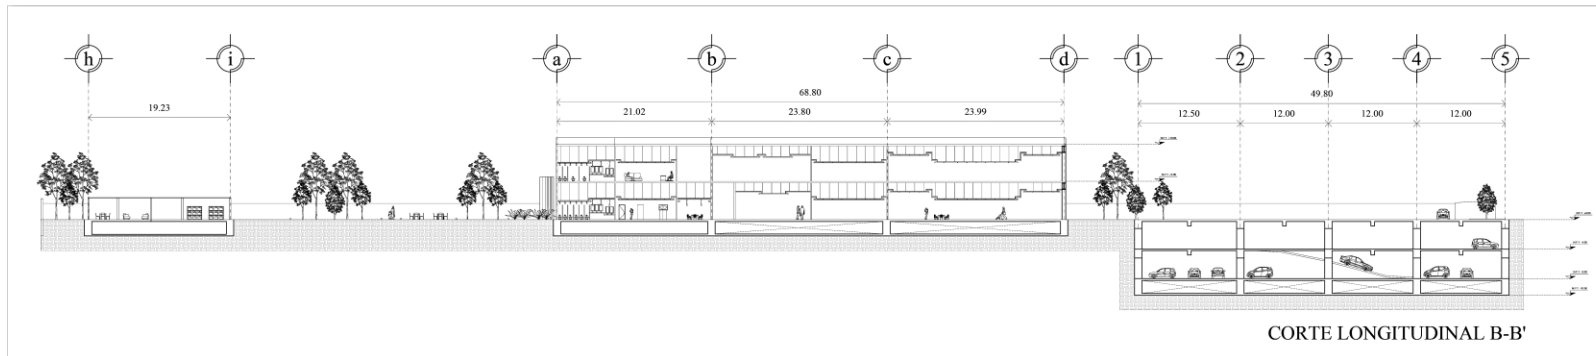 h i a b c d 1 2 3 4 5
68.80 49.80
19.23 21.02 23.80 23.99 12.50 12.00 12.00 12.00
CORTE LONGITUDINAL B-B'